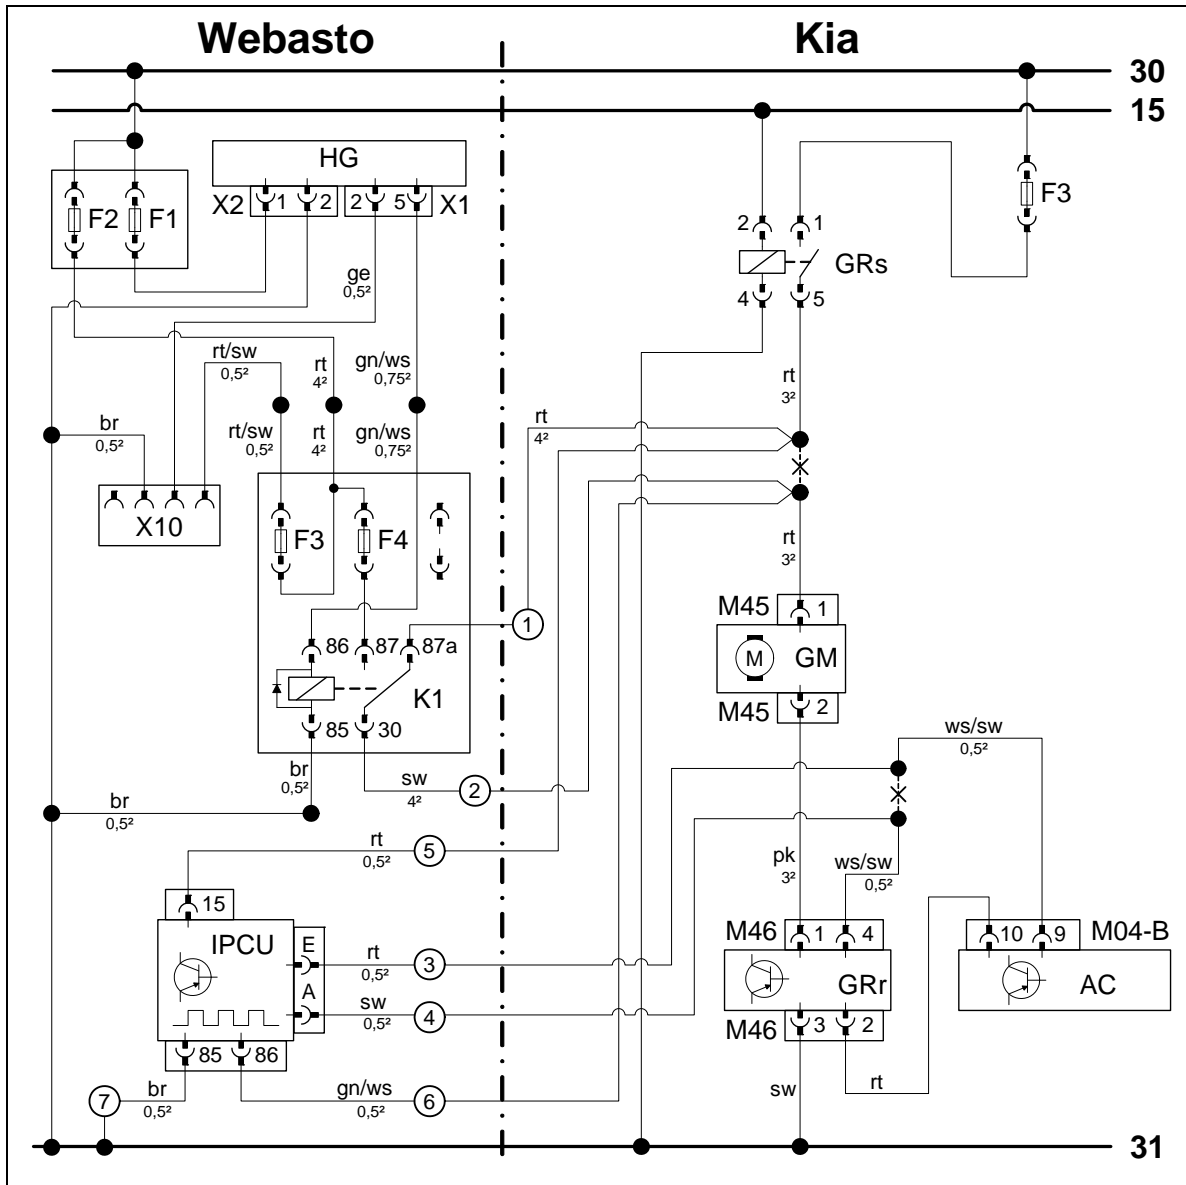 Webasto Kia
30
15
HG
F2 F1 X2 1 2 2 5 X1 F3
2 1
GRs
4 5
ge
0,5²
rt/sw
0,5²
rt
4²
gn/ws
0,75²
rt
3²
br
0,5²
rt/sw
0,5²
rt
4²
gn/ws
0,75²
rt
4²
X10
F3 F4
rt
3²
M45 1
86 87 87a 1
M GM
K1
M45 2
85 30
br
0,5²
sw
4²
2
ws/sw
0,5²
br
0,5²
rt
0,5²
5
pk
3²
ws/sw
0,5²
15
IPCU E
A
rt
0,5²
3
sw
0,5²
4
M46 1 4
10 9 M04-B
GRr
AC
M46 3 2
85 86
7
br
0,5²
gn/ws
0,5²
6
sw
rt
31